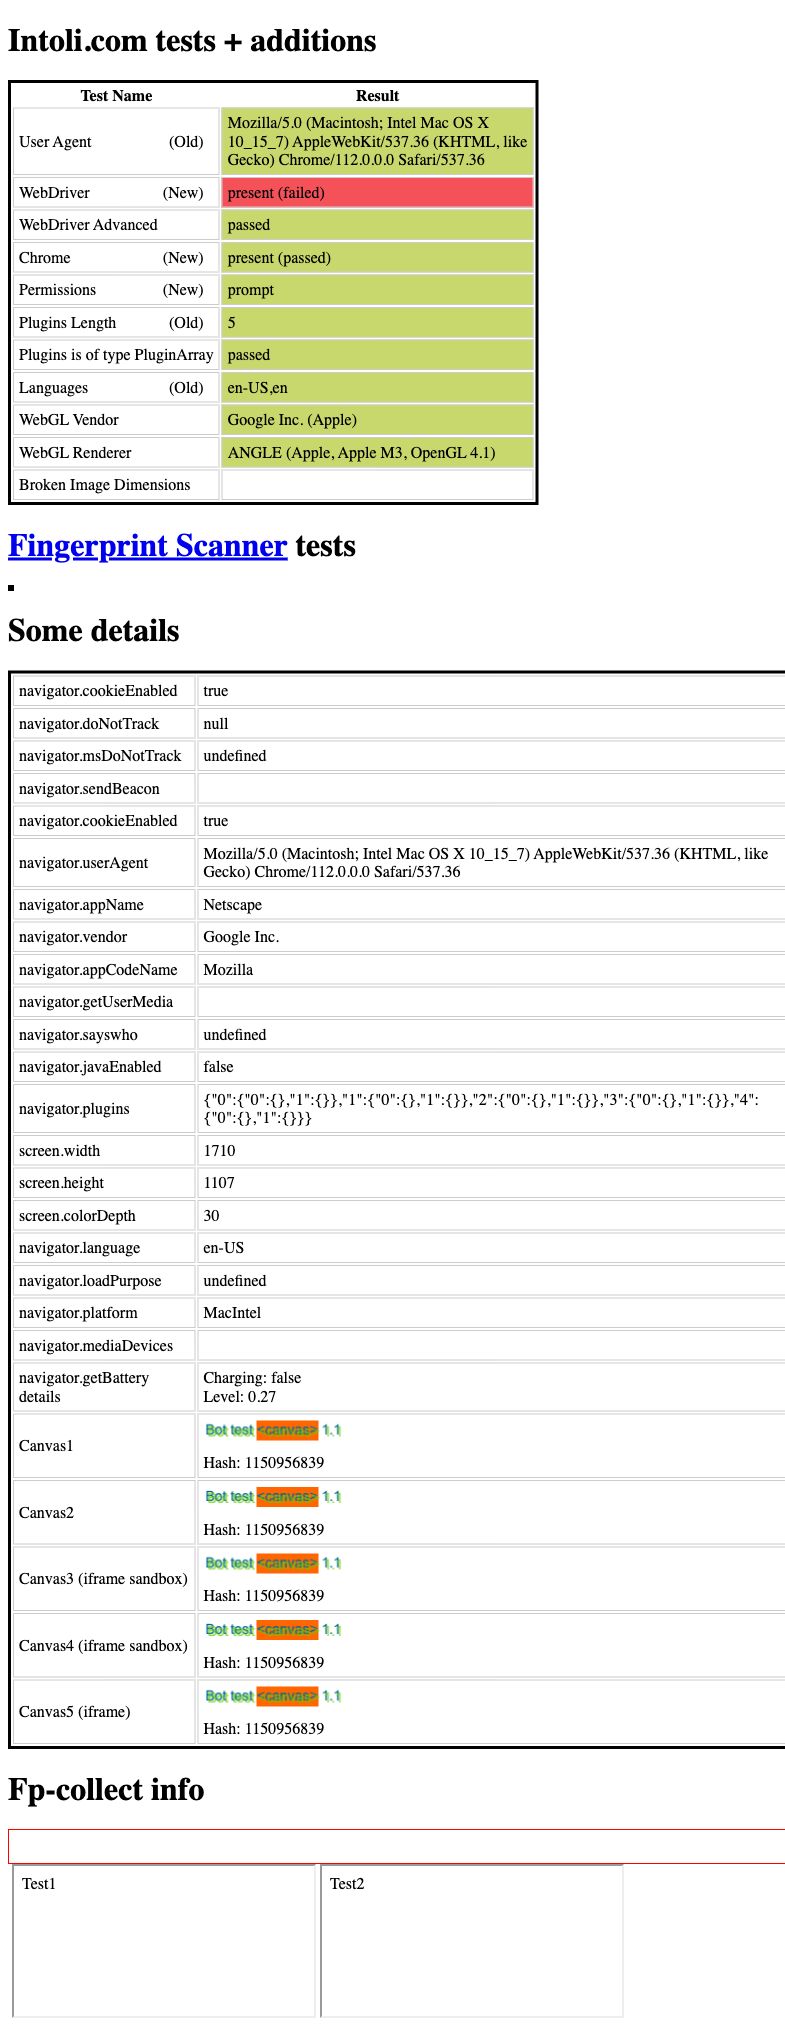 Intoli.com tests + additions
Test Name Result
User Agent (Old) Mozilla/5.0 (Macintosh; Intel Mac OS X
10_15_7) AppleWebKit/537.36 (KHTML, like
Gecko) Chrome/112.0.0.0 Safari/537.36
WebDriver (New) present (failed)
WebDriver Advanced passed
Chrome (New) present (passed)
Permissions (New) prompt
Plugins Length (Old) 5
Plugins is of type PluginArray passed
Languages (Old) en-US,en
WebGL Vendor Google Inc. (Apple)
WebGL Renderer ANGLE (Apple, Apple M3, OpenGL 4.1)
Broken Image Dimensions
Fingerprint Scanner tests
Some details
navigator.cookieEnabled true
navigator.doNotTrack null
navigator.msDoNotTrack undefined
navigator.sendBeacon
navigator.cookieEnabled true
navigator.userAgent Mozilla/5.0 (Macintosh; Intel Mac OS X 10_15_7) AppleWebKit/537.36 (KHTML, like
Gecko) Chrome/112.0.0.0 Safari/537.36
navigator.appName Netscape
navigator.vendor Google Inc.
navigator.appCodeName Mozilla
navigator.getUserMedia
navigator.sayswho undefined
navigator.javaEnabled false
navigator.plugins {"0":{"0":{},"1":{}},"1":{"0":{},"1":{}},"2":{"0":{},"1":{}},"3":{"0":{},"1":{}},"4":
{"0":{},"1":{}}}
screen.width 1710
screen.height 1107
screen.colorDepth 30
navigator.language en-US
navigator.loadPurpose undefined
navigator.platform MacIntel
navigator.mediaDevices
navigator.getBattery Charging: false
details Level: 0.27
Bot test <canvas> 1.1
Canvas1
Hash: 1150956839
Bot test <canvas> 1.1
Canvas2
Hash: 1150956839
Bot test <canvas> 1.1
Canvas3 (iframe sandbox)
Hash: 1150956839
Bot test <canvas> 1.1
Canvas4 (iframe sandbox)
Hash: 1150956839
Bot test <canvas> 1.1
Canvas5 (iframe)
Hash: 1150956839
Fp-collect info
Test1 Test2